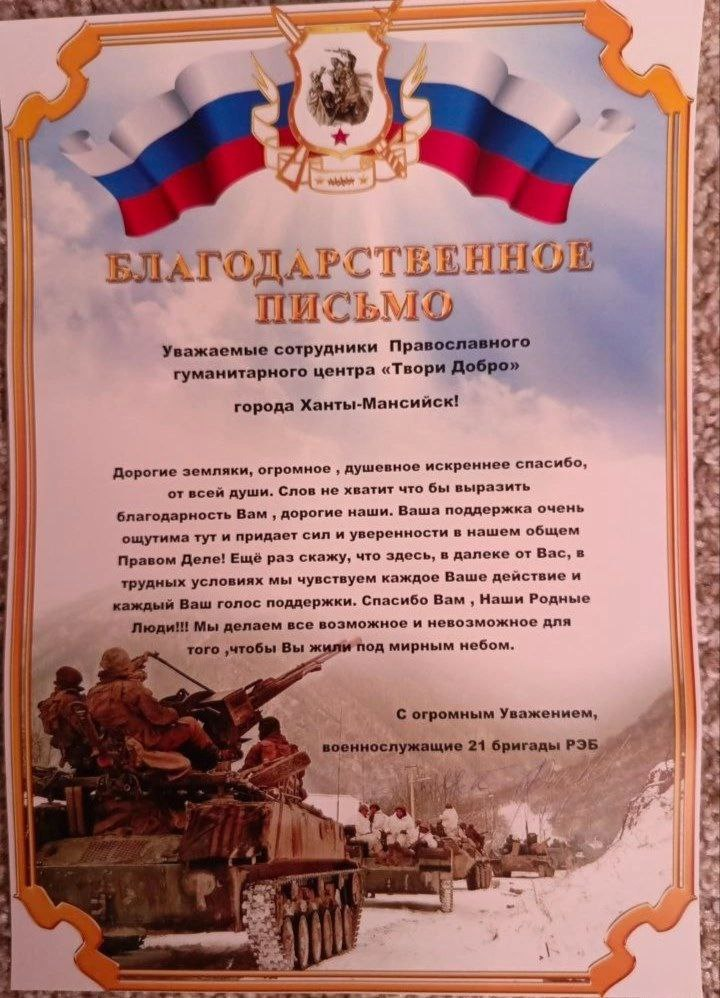 БЛАГОДАРСТВЕННОЕ
ПИСЬМО
Уважаемые сотрудники Православного
гуманитарного центра «Твори Добро»
города Ханты-Мансийск!
Дорогие земляки, огромное , душевное искреннее спасибо,
от всей души. Слов не хватит что бы выразить
благодарность Вам , дорогие наши. Ваша поддержка очень
ощутима тут и придает сил и уверенности в нашем общем
Правом Деле! Ещё раз скажу, что здесь, в далеке от Вас, в
трудных условиях мы чувствуем каждое Ваше действие и
каждый Ваш голос поддержки. Спасибо Вам , Наши Родные
Люди!!! Мы делаем все возможное и невозможное для
того ,чтобы Вы жили под мирным небом.
С огромным Уважением,
военнослужащие 21 бригады РЭБ